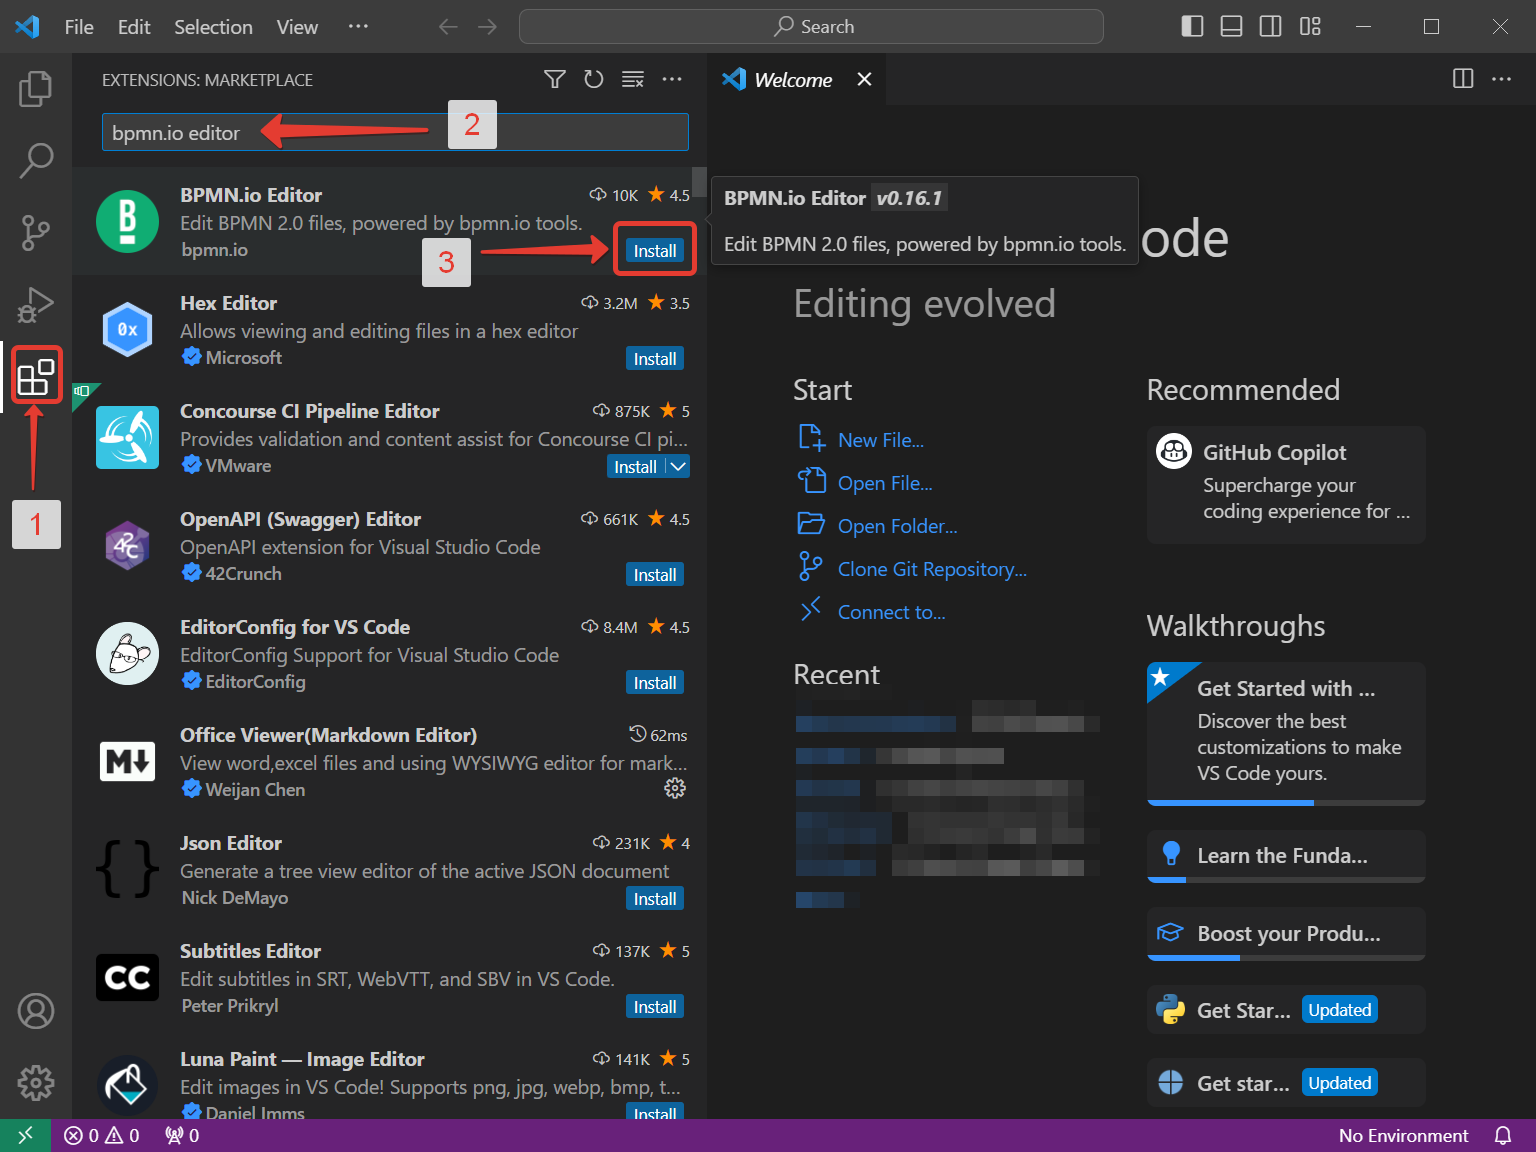 File Edit Selection View ··· Search
EXTENSIONS: MARKETPLACE
bpmn.io editor
2
BPMN.io Editor 10K 4.5
Edit BPMN 2.0 files, powered by bpmn.io tools.
bpmn.io Install
3
Hex Editor 3.2M 3.5
Allows viewing and editing files in a hex editor
Microsoft Install
0x
Concourse CI Pipeline Editor 875K 5
Provides validation and content assist for Concourse CI pi...
VMware Install
1
OpenAPI (Swagger) Editor 661K 4.5
OpenAPI extension for Visual Studio Code
42Crunch Install
42C
EditorConfig for VS Code 8.4M 4.5
EditorConfig Support for Visual Studio Code
EditorConfig Install
Office Viewer(Markdown Editor) 62ms
View word,excel files and using WYSIWYG editor for mark...
Weijan Chen
M
Json Editor 231K 4
Generate a tree view editor of the active JSON document
Nick DeMayo Install
{}
Subtitles Editor 137K 5
Edit subtitles in SRT, WebVTT, and SBV in VS Code.
Peter Prikryl Install
CC
Luna Paint — Image Editor 141K 5
Edit images in VS Code! Supports png, jpg, webp, bmp, t...
Daniel Imms Install
B
Welcome
BPMN.io Editor v0.16.1
Edit BPMN 2.0 files, powered by bpmn.io tools.
ode
Editing evolved
Start
New File...
Open File...
Open Folder...
Clone Git Repository...
Connect to...
Recent
Recommended
GitHub Copilot
Supercharge your
coding experience for ...
Walkthroughs
Get Started with ...
Discover the best
customizations to make
VS Code yours.
Learn the Funda...
Boost your Produ...
Get Star... Updated
Get star... Updated
0 0 0 No Environment